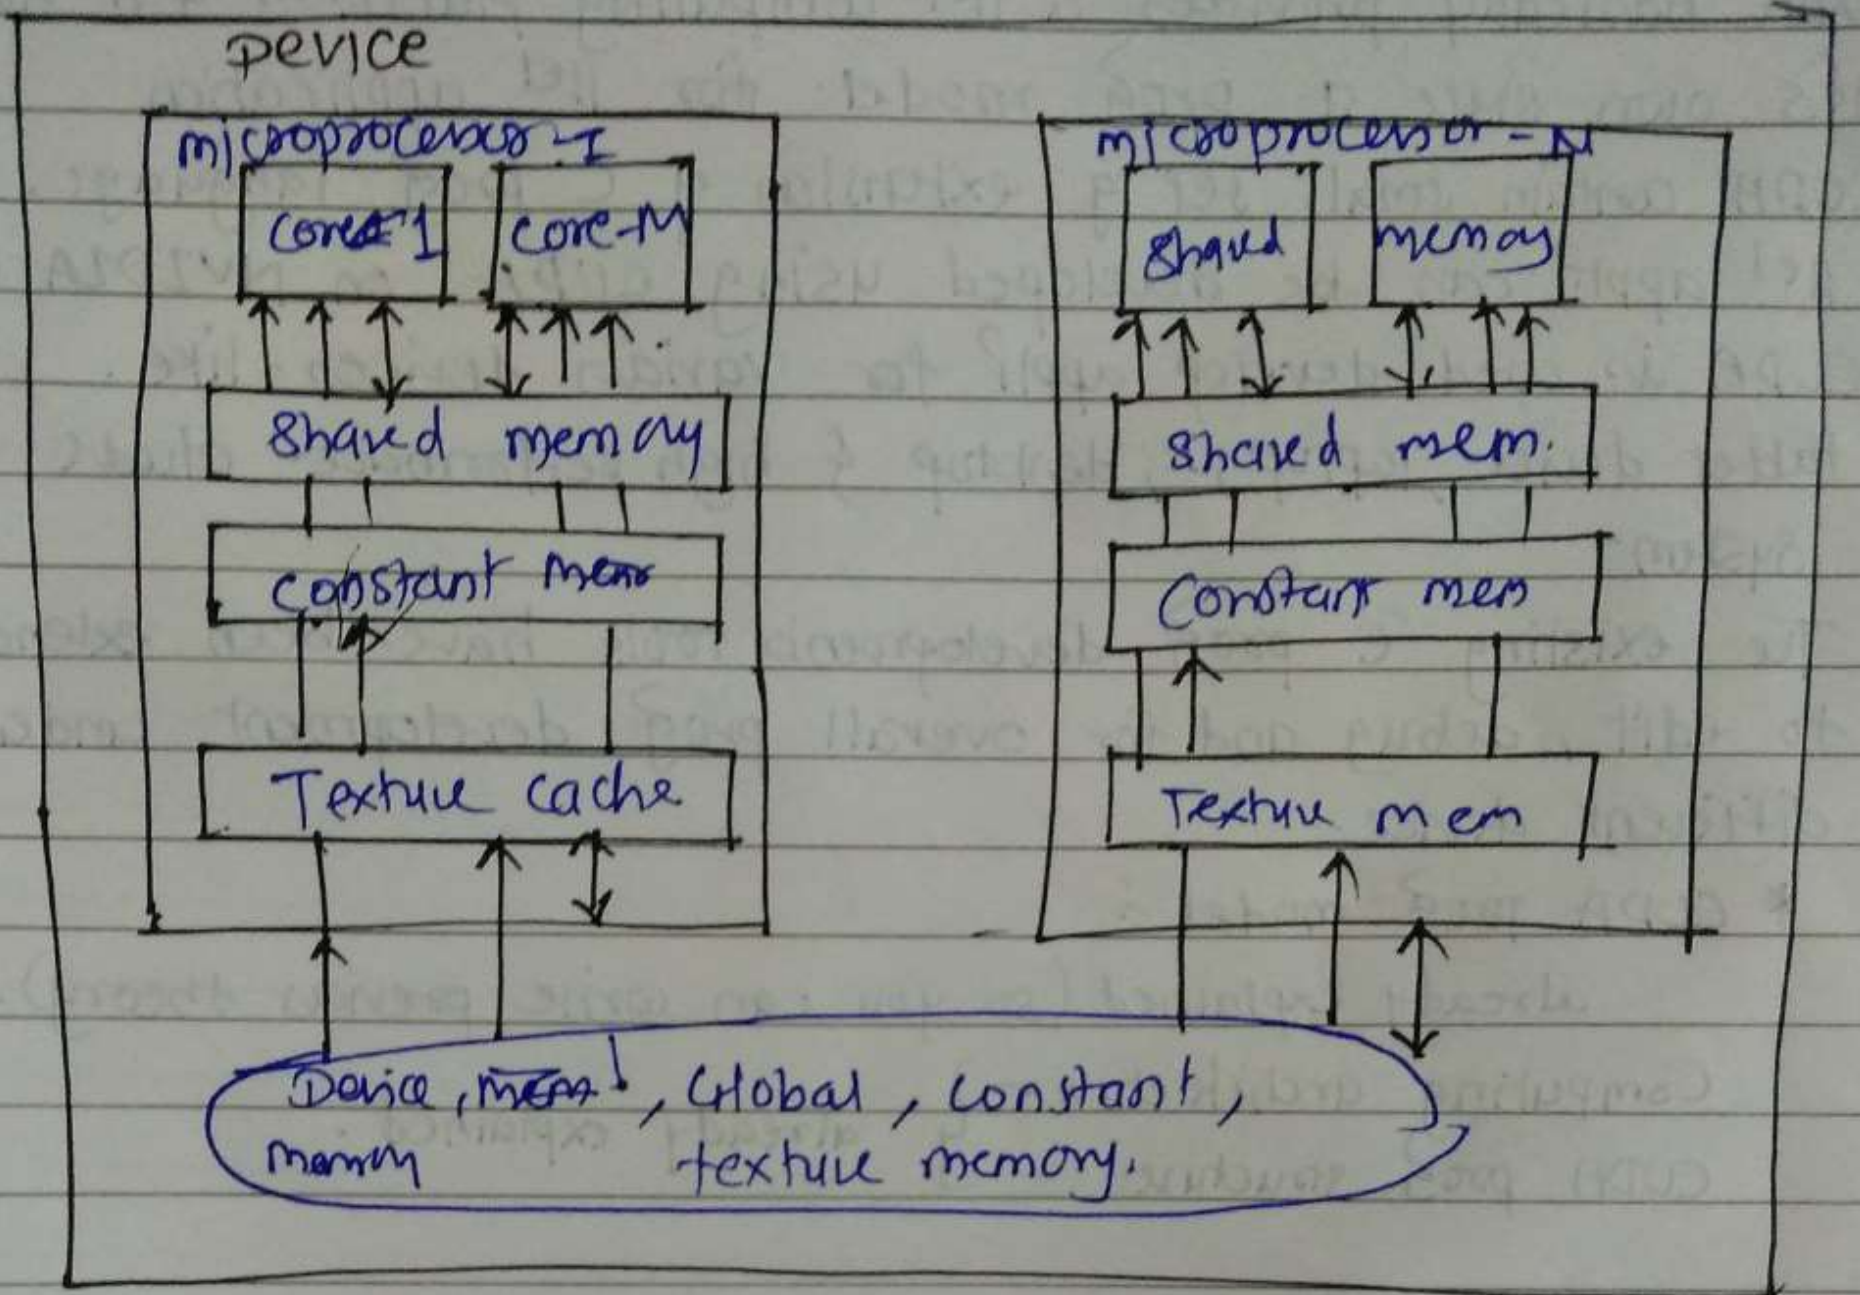 Device
microprocessor-I
core-1
core-M
shared memory
constant mem
Texture cache
microprocessor-N
shared
memory
shared mem.
constant mem
Texture mem
Device, mem, Global, constant,
memory texture memory.